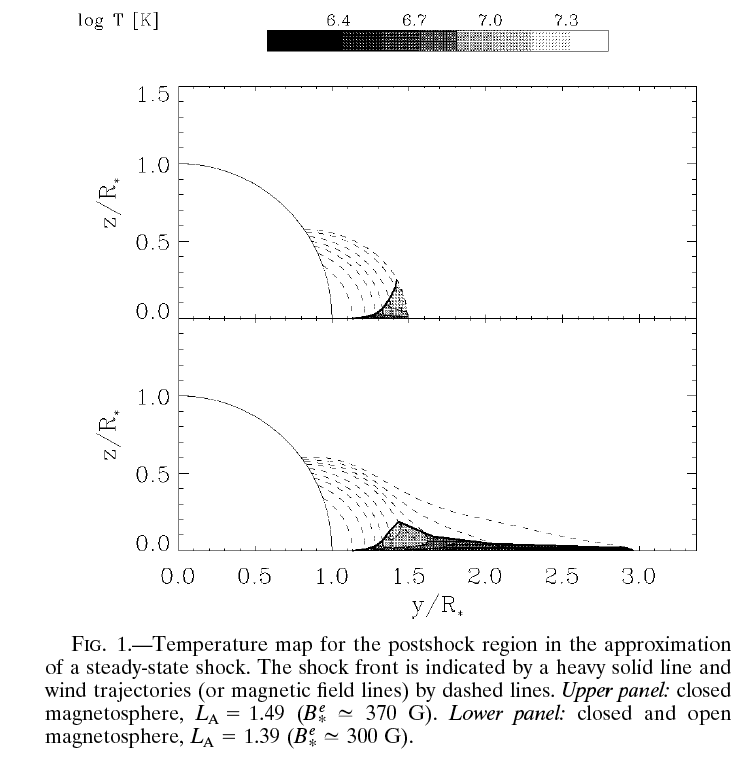 log T [K]
6.4 6.7 7.0 7.3
1.5
1.0
0.5
0.0
z/R*
1.0
0.5
0.0
z/R*
0.0 0.5 1.0 1.5 2.0 2.5 3.0
y/R*
FIG. 1.—Temperature map for the postshock region in the approximation
of a steady-state shock. The shock front is indicated by a heavy solid line and
wind trajectories (or magnetic field lines) by dashed lines. Upper panel: closed
magnetosphere, L_A = 1.49 (B_*^e ≃ 370 G). Lower panel: closed and open
magnetosphere, L_A = 1.39 (B_*^e ≃ 300 G).